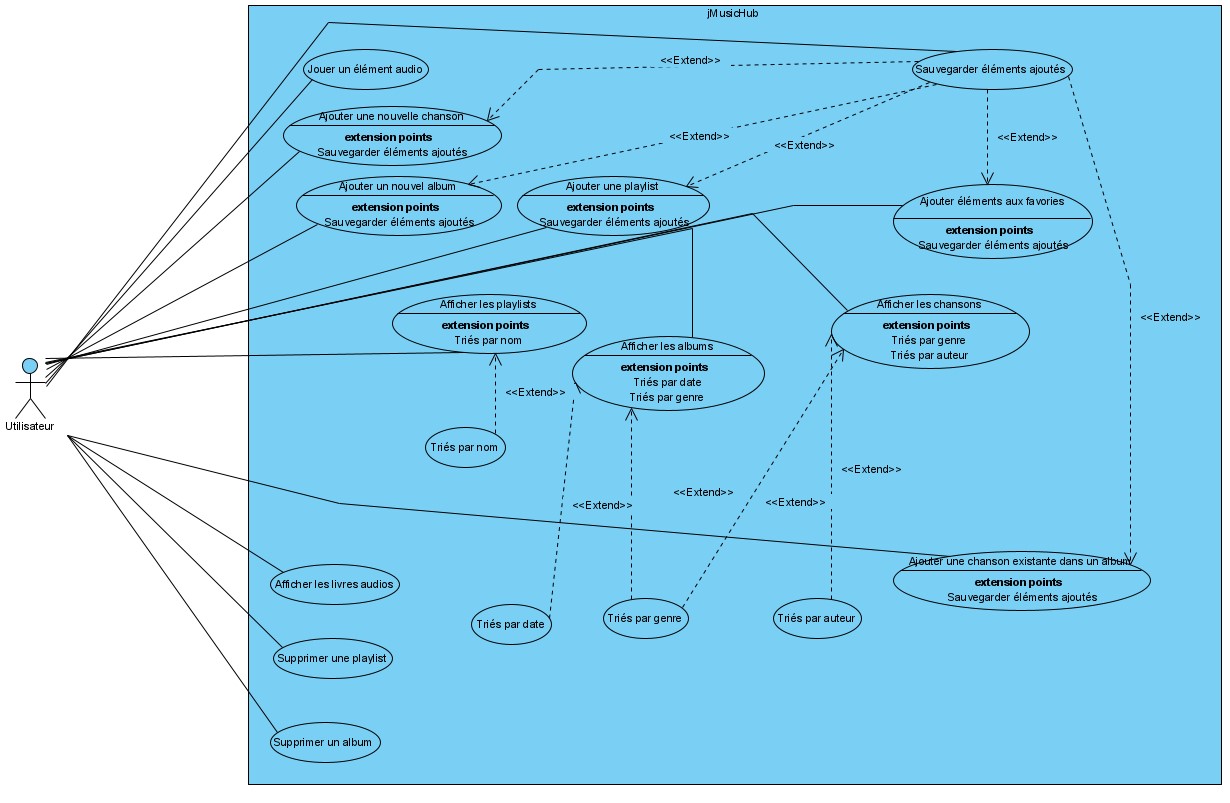 jMusicHub
Jouer un élément audio
<<Extend>>
Sauvegarder éléments ajoutés
Ajouter une nouvelle chanson
extension points
Sauvegarder éléments ajoutés
<<Extend>>
<<Extend>>
<<Extend>>
Ajouter un nouvel album
extension points
Sauvegarder éléments ajoutés
Ajouter une playlist
extension points
Sauvegarder éléments ajoutés
Ajouter éléments aux favories
extension points
Sauvegarder éléments ajoutés
Afficher les playlists
extension points
Triés par nom
Afficher les albums
extension points
Triés par date
Triés par genre
Afficher les chansons
extension points
Triés par genre
Triés par auteur
<<Extend>>
<<Extend>>
Utilisateur
Triés par nom
<<Extend>>
<<Extend>>
<<Extend>>
<<Extend>>
Ajouter une chanson existante dans un album
extension points
Sauvegarder éléments ajoutés
Afficher les livres audios
Triés par date
Triés par genre
Triés par auteur
Supprimer une playlist
Supprimer un album